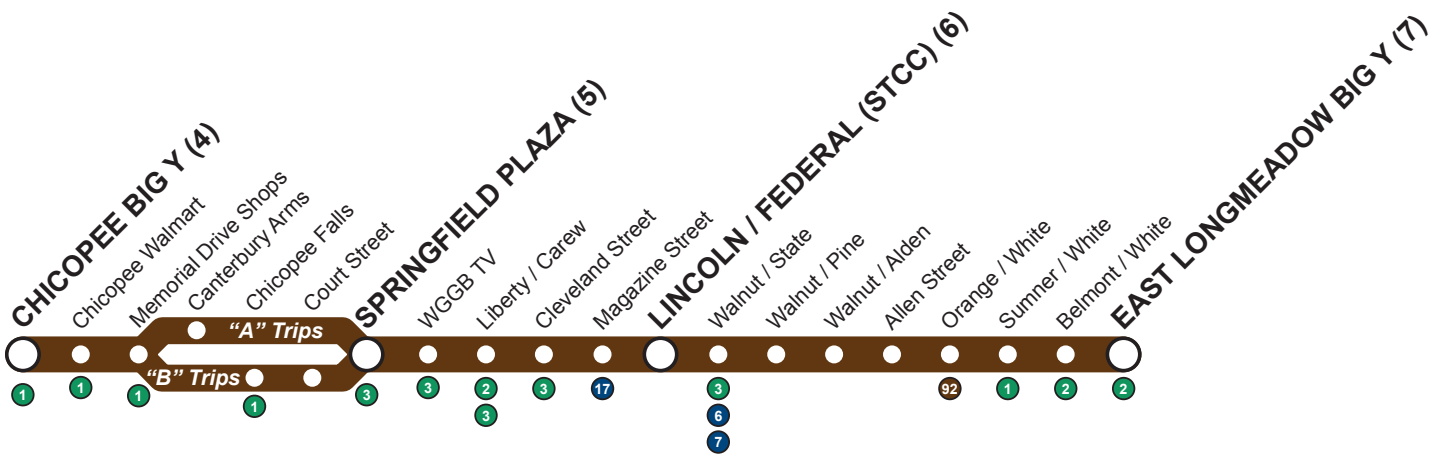 CHICOPEE BIG Y (4)
Chicopee Walmart
Memorial Drive Shops
Canterbury Arms
Chicopee Falls
Court Street
SPRINGFIELD PLAZA (5)
WGGB TV
Liberty / Carew
Cleveland Street
Magazine Street
LINCOLN / FEDERAL (STCC) (6)
Walnut / State
Walnut / Pine
Walnut / Alden
Allen Street
Orange / White
Sumner / White
Belmont / White
EAST LONGMEADOW BIG Y (7)
“A” Trips
“B” Trips
1
1
1
1
3
3
2
3
3
17
3
6
7
92
1
2
2